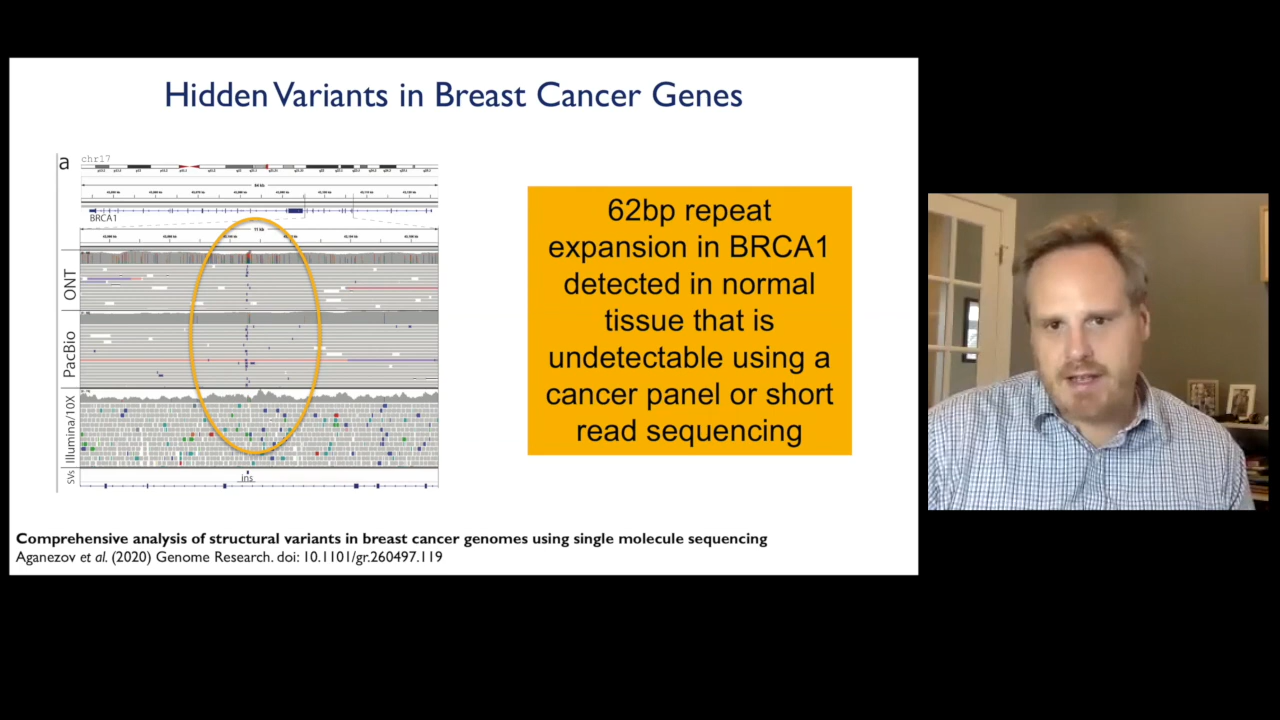 Hidden Variants in Breast Cancer Genes
a
chr17
BRCA1
ONT
PacBio
Illumina/10X
SVs
ins
62bp repeat
expansion in BRCA1
detected in normal
tissue that is
undetectable using a
cancer panel or short
read sequencing
Comprehensive analysis of structural variants in breast cancer genomes using single molecule sequencing
Aganezov et al. (2020) Genome Research. doi: 10.1101/gr.260497.119